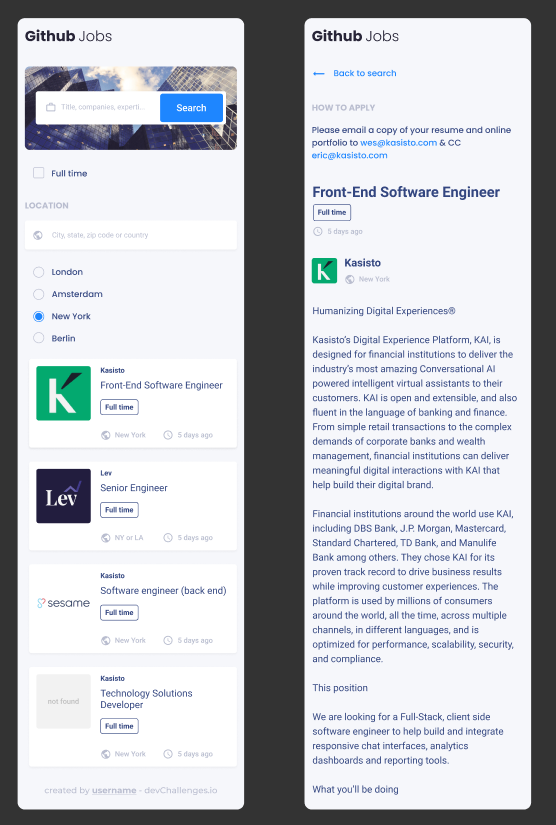 Github Jobs
Title, companies, experti...
Search
Full time
LOCATION
City, state, zip code or country
London
Amsterdam
New York
Berlin
K
Kasisto
Front-End Software Engineer
Full time
New York
5 days ago
Lev
Lev
Senior Engineer
Full time
NY or LA
5 days ago
sesame
Kasisto
Software engineer (back end)
Full time
New York
5 days ago
not found
Kasisto
Technology Solutions
Developer
Full time
New York
5 days ago
created by username - devChallenges.io
Github Jobs
Back to search
HOW TO APPLY
Please email a copy of your resume and online
portfolio to wes@kasisto.com & CC
eric@kasisto.com
Front-End Software Engineer
Full time
5 days ago
K
Kasisto
New York
Humanizing Digital Experiences®
Kasisto's Digital Experience Platform, KAI, is
designed for financial institutions to deliver the
industry's most amazing Conversational AI
powered intelligent virtual assistants to their
customers. KAI is open and extensible, and also
fluent in the language of banking and finance.
From simple retail transactions to the complex
demands of corporate banks and wealth
management, financial institutions can deliver
meaningful digital interactions with KAI that
help build their digital brand.
Financial institutions around the world use KAI,
including DBS Bank, J.P. Morgan, Mastercard,
Standard Chartered, TD Bank, and Manulife
Bank among others. They chose KAI for its
proven track record to drive business results
while improving customer experiences. The
platform is used by millions of consumers
around the world, all the time, across multiple
channels, in different languages, and is
optimized for performance, scalability, security,
and compliance.
This position
We are looking for a Full-Stack, client side
software engineer to help build and integrate
responsive chat interfaces, analytics
dashboards and reporting tools.
What you'll be doing